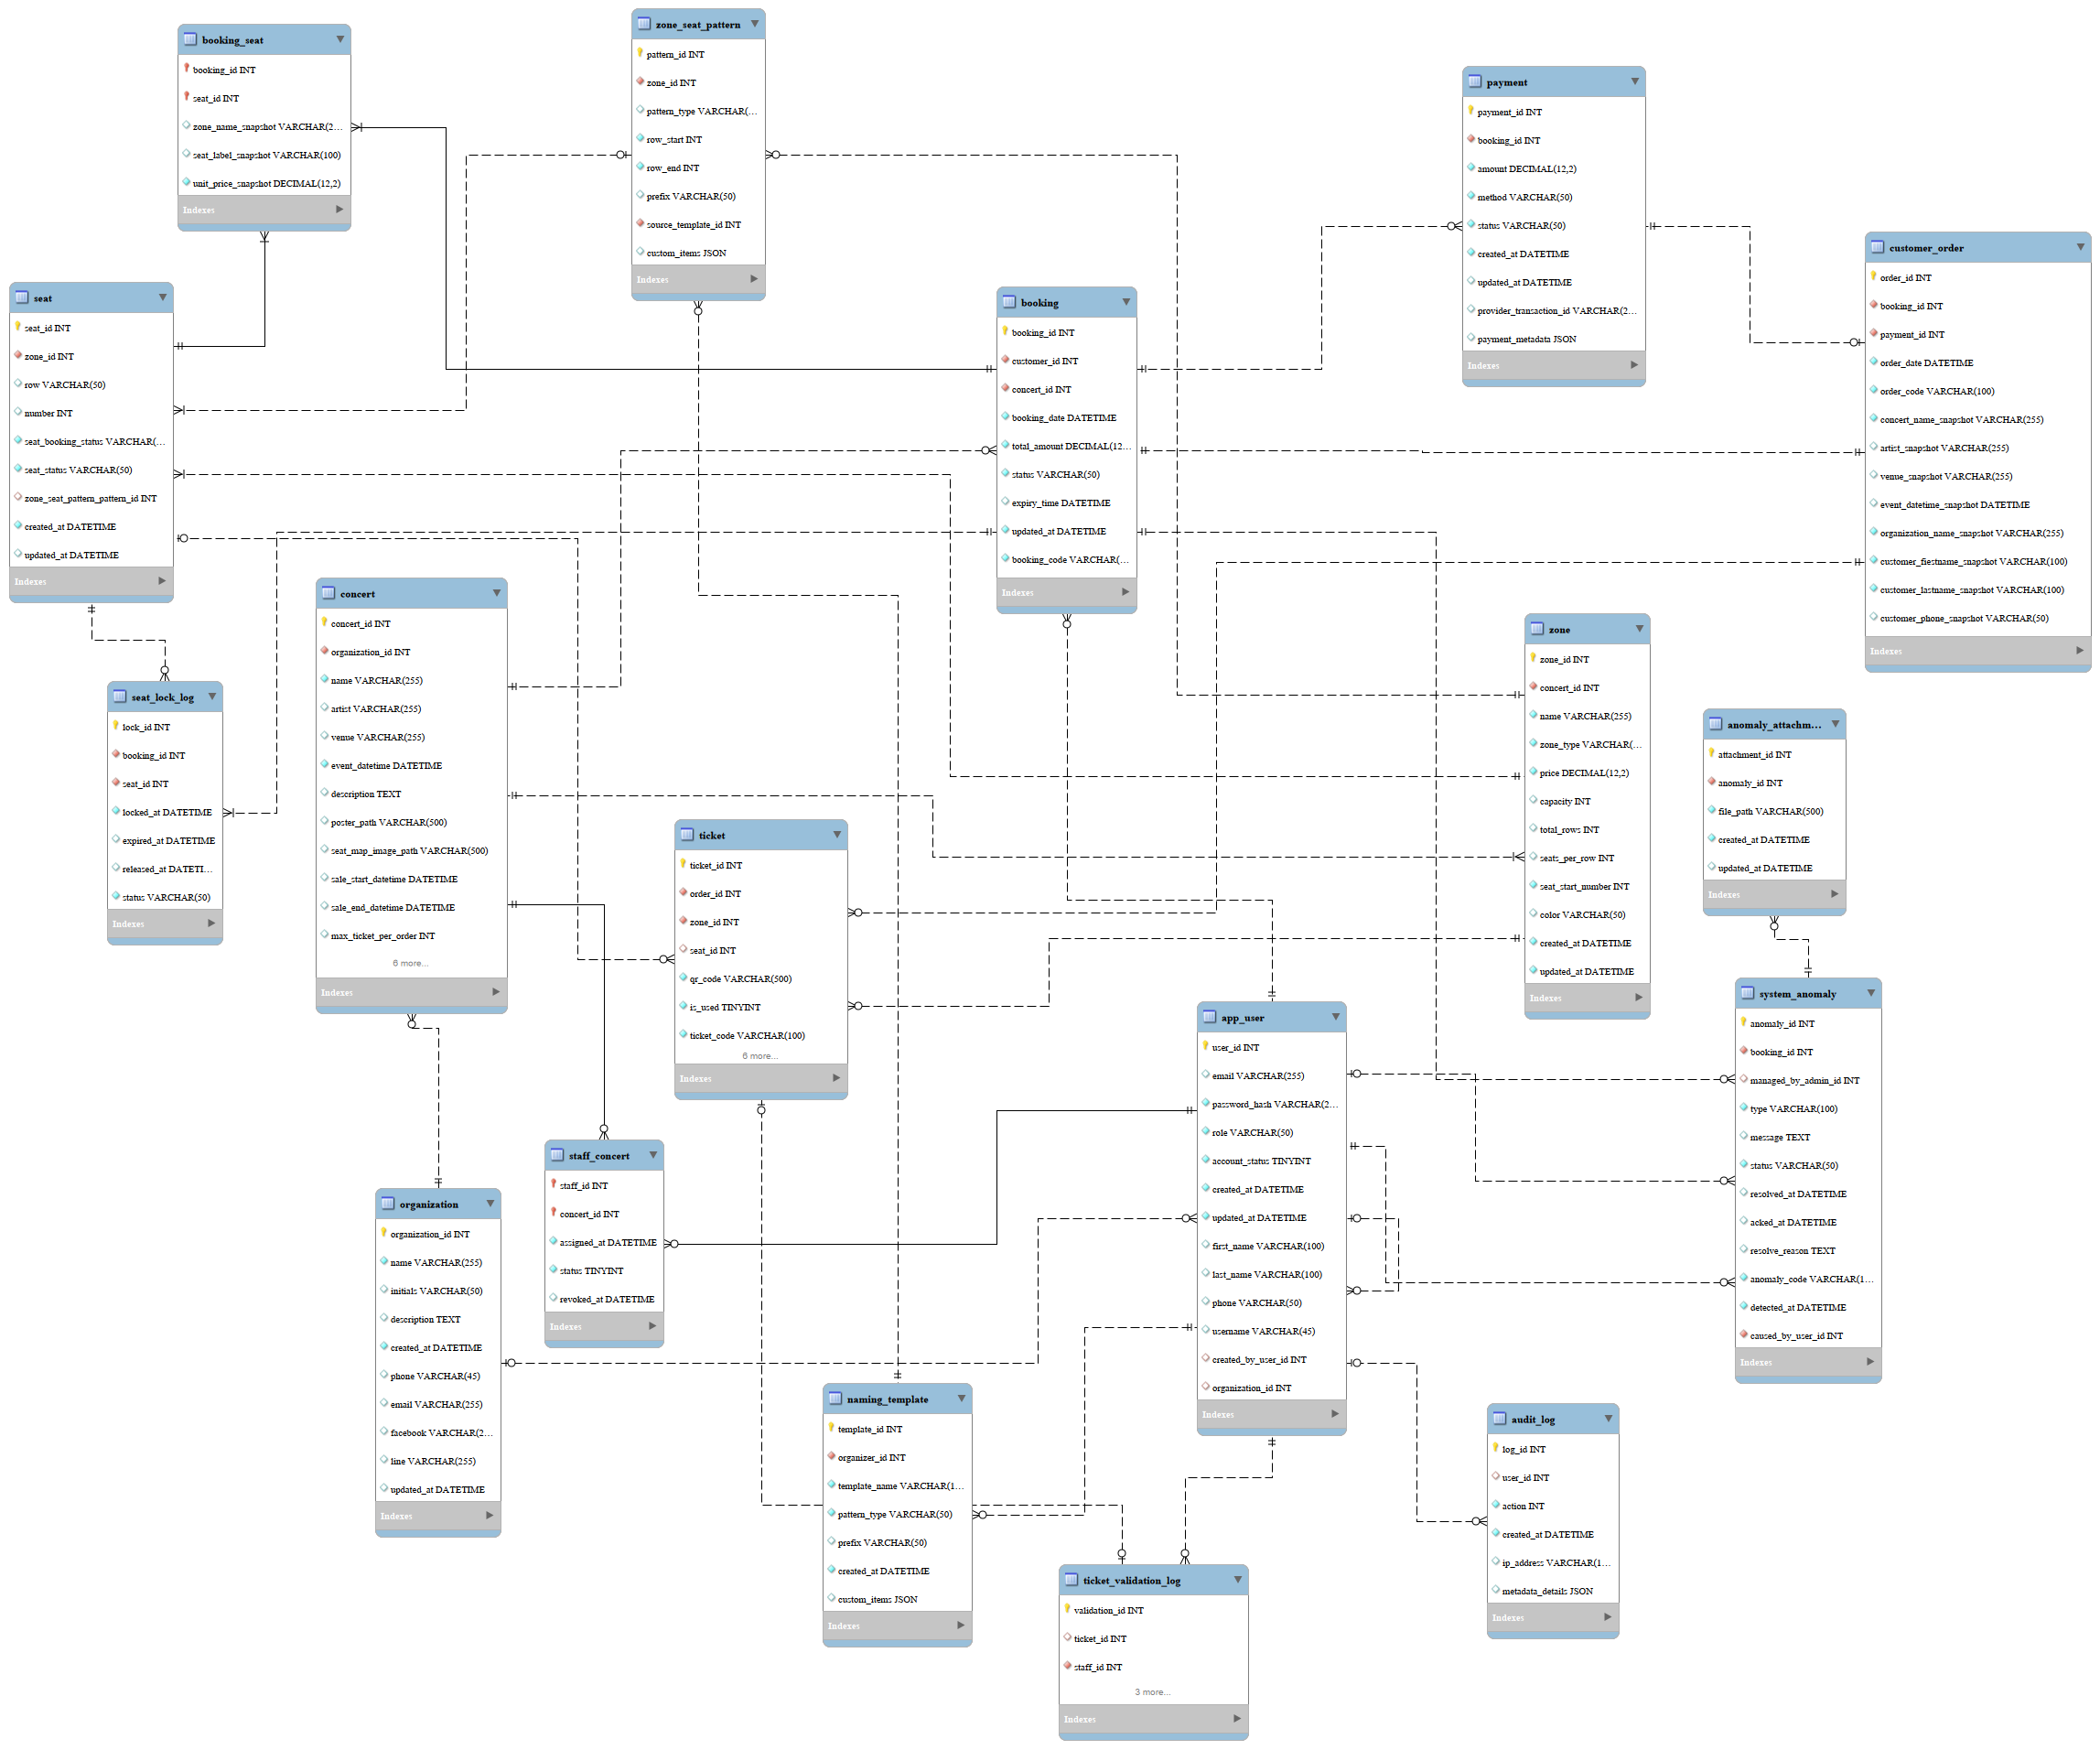 booking_seat
booking_id INT
seat_id INT
zone_name_snapshot VARCHAR(2...
seat_label_snapshot VARCHAR(100)
unit_price_snapshot DECIMAL(12,2)
Indexes
zone_seat_pattern
pattern_id INT
zone_id INT
pattern_type VARCHAR(...
row_start INT
row_end INT
prefix VARCHAR(50)
source_template_id INT
custom_items JSON
Indexes
payment
payment_id INT
booking_id INT
amount DECIMAL(12,2)
method VARCHAR(50)
status VARCHAR(50)
created_at DATETIME
updated_at DATETIME
provider_transaction_id VARCHAR(2...
payment_metadata JSON
Indexes
customer_order
order_id INT
booking_id INT
payment_id INT
order_date DATETIME
order_code VARCHAR(100)
concert_name_snapshot VARCHAR(255)
artist_snapshot VARCHAR(255)
venue_snapshot VARCHAR(255)
event_datetime_snapshot DATETIME
organization_name_snapshot VARCHAR(255)
customer_fiestname_snapshot VARCHAR(100)
customer_lastname_snapshot VARCHAR(100)
customer_phone_snapshot VARCHAR(50)
Indexes
seat
seat_id INT
zone_id INT
row VARCHAR(50)
number INT
seat_booking_status VARCHAR(...
seat_status VARCHAR(50)
zone_seat_pattern_pattern_id INT
created_at DATETIME
updated_at DATETIME
Indexes
booking
booking_id INT
customer_id INT
concert_id INT
booking_date DATETIME
total_amount DECIMAL(12...
status VARCHAR(50)
expiry_time DATETIME
updated_at DATETIME
booking_code VARCHAR(...
Indexes
concert
concert_id INT
organization_id INT
name VARCHAR(255)
artist VARCHAR(255)
venue VARCHAR(255)
event_datetime DATETIME
description TEXT
poster_path VARCHAR(500)
seat_map_image_path VARCHAR(500)
sale_start_datetime DATETIME
sale_end_datetime DATETIME
max_ticket_per_order INT
6 more...
Indexes
zone
zone_id INT
concert_id INT
name VARCHAR(255)
zone_type VARCHAR(...
price DECIMAL(12,2)
capacity INT
total_rows INT
seats_per_row INT
seat_start_number INT
color VARCHAR(50)
created_at DATETIME
updated_at DATETIME
Indexes
seat_lock_log
lock_id INT
booking_id INT
seat_id INT
locked_at DATETIME
expired_at DATETIME
released_at DATETI...
status VARCHAR(50)
Indexes
anomaly_attachm...
attachment_id INT
anomaly_id INT
file_path VARCHAR(500)
created_at DATETIME
updated_at DATETIME
Indexes
ticket
ticket_id INT
order_id INT
zone_id INT
seat_id INT
qr_code VARCHAR(500)
is_used TINYINT
ticket_code VARCHAR(100)
6 more...
Indexes
system_anomaly
anomaly_id INT
booking_id INT
managed_by_admin_id INT
type VARCHAR(100)
message TEXT
status VARCHAR(50)
resolved_at DATETIME
acked_at DATETIME
resolve_reason TEXT
anomaly_code VARCHAR(1...
detected_at DATETIME
caused_by_user_id INT
Indexes
app_user
user_id INT
email VARCHAR(255)
password_hash VARCHAR(2...
role VARCHAR(50)
account_status TINYINT
created_at DATETIME
updated_at DATETIME
first_name VARCHAR(100)
last_name VARCHAR(100)
phone VARCHAR(50)
username VARCHAR(45)
created_by_user_id INT
organization_id INT
Indexes
staff_concert
staff_id INT
concert_id INT
assigned_at DATETIME
status TINYINT
revoked_at DATETIME
Indexes
organization
organization_id INT
name VARCHAR(255)
initials VARCHAR(50)
description TEXT
created_at DATETIME
phone VARCHAR(45)
email VARCHAR(255)
facebook VARCHAR(2...
line VARCHAR(255)
updated_at DATETIME
Indexes
naming_template
template_id INT
organizer_id INT
template_name VARCHAR(1...
pattern_type VARCHAR(50)
prefix VARCHAR(50)
created_at DATETIME
custom_items JSON
Indexes
audit_log
log_id INT
user_id INT
action INT
created_at DATETIME
ip_address VARCHAR(1...
metadata_details JSON
Indexes
ticket_validation_log
validation_id INT
ticket_id INT
staff_id INT
3 more...
Indexes